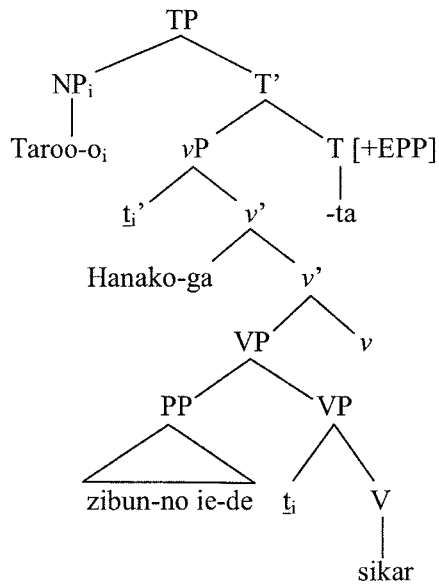 TP
NPᵢ T’
Taroo-oᵢ vP T [+EPP]
tᵢ’ v’ -ta
Hanako-ga v’
VP v
PP VP
zibun-no ie-de tᵢ V
sikar